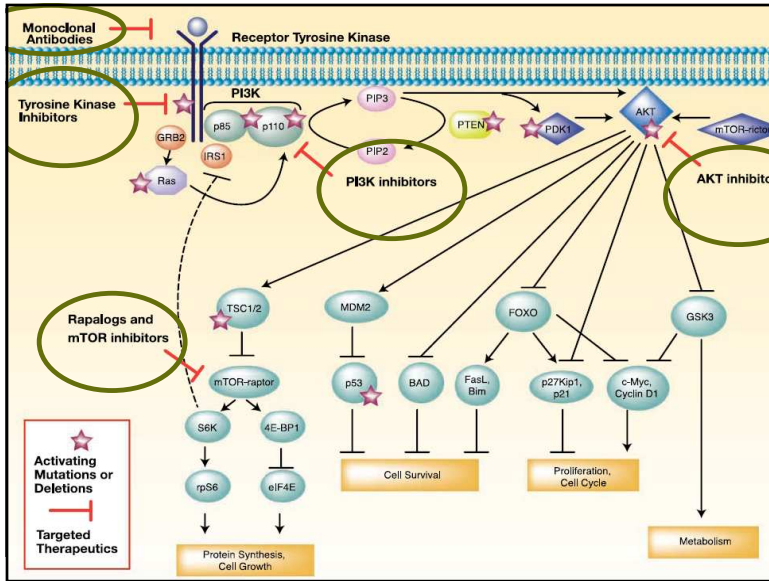 Monoclonal
Antibodies
Receptor Tyrosine Kinase
Tyrosine Kinase
Inhibitors
PI3K
p85
p110
PIP3
PIP2
PTEN
PDK1
AKT
mTOR-rictor
GRB2
IRS1
Ras
PI3K inhibitors
AKT inhibito
TSC1/2
MDM2
FOXO
GSK3
Rapalogs and
mTOR inhibitors
mTOR-raptor
p53
BAD
FasL,
Bim
p27Kip1,
p21
c-Myc,
Cyclin D1
S6K
4E-BP1
rpS6
eIF4E
Cell Survival
Proliferation,
Cell Cycle
Metabolism
Protein Synthesis,
Cell Growth
Activating
Mutations or
Deletions
Targeted
Therapeutics